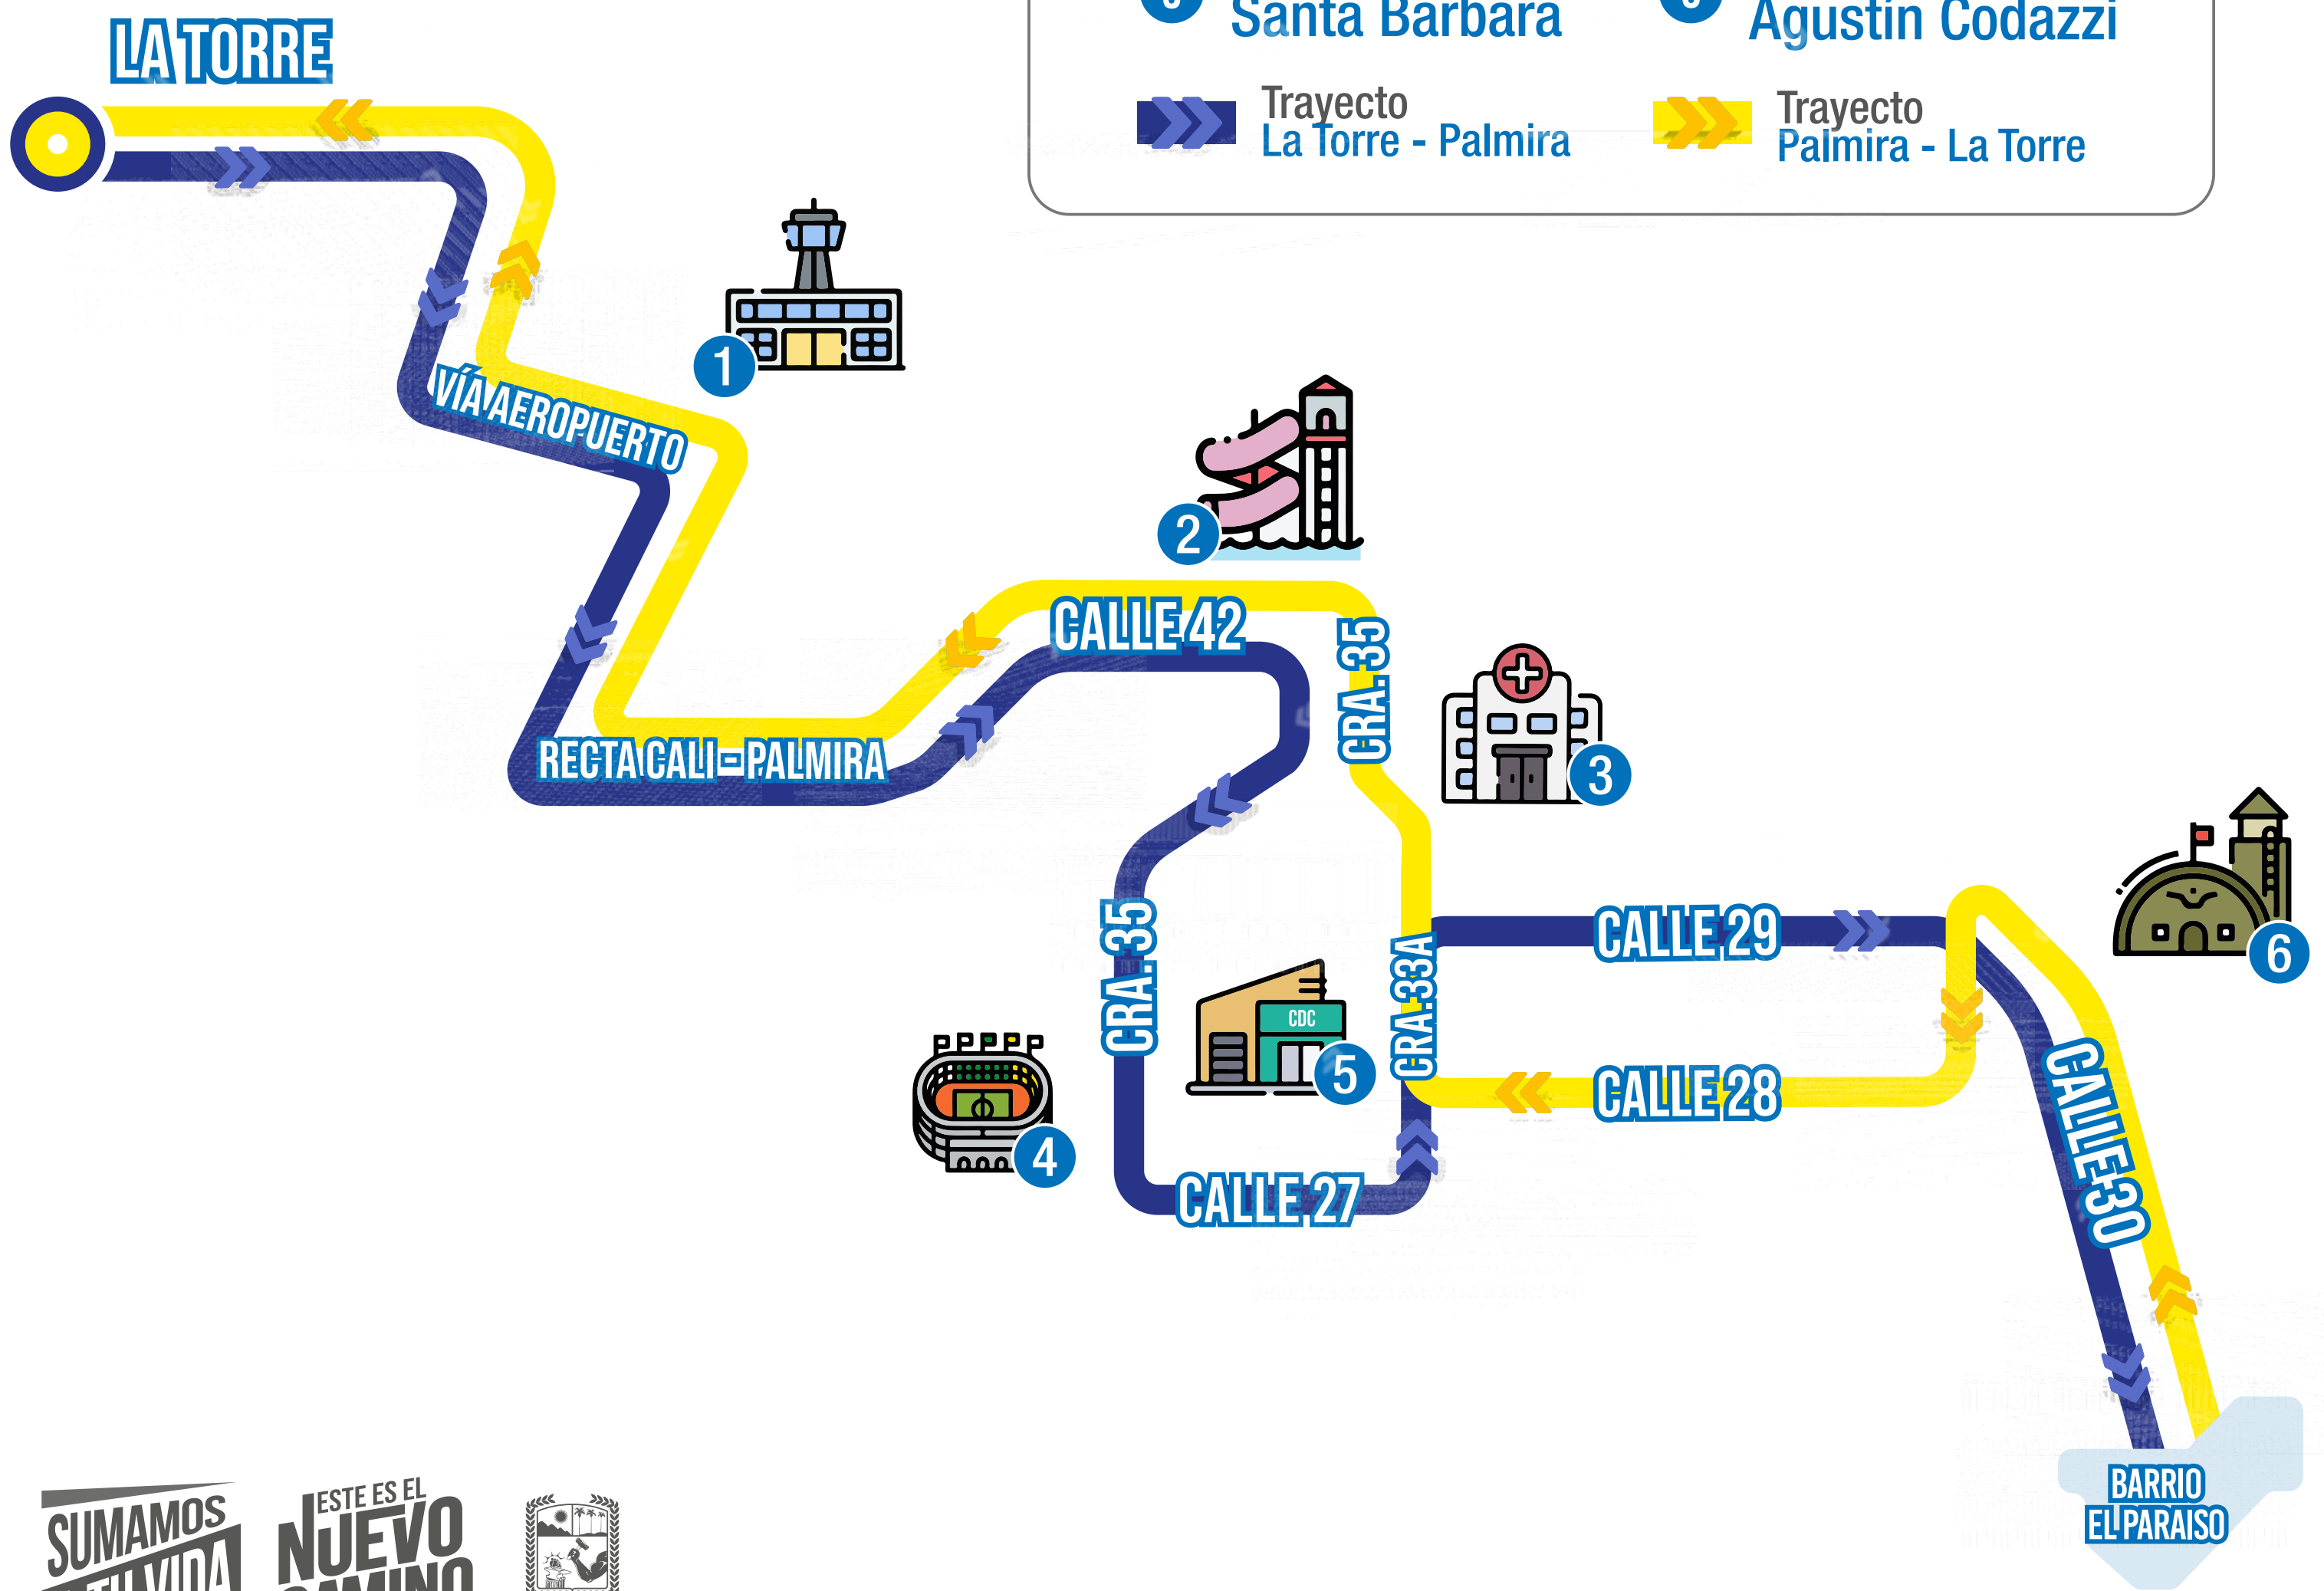 Santa Barbara
Agustín Codazzi
LA TORRE
Trayecto
La Torre - Palmira
Trayecto
Palmira - La Torre
1
VÍA AEROPUERTO
2
CALLE 42
CRA. 35
RECTA CALI - PALMIRA
3
6
CRA. 35
CALLE 29
CRA. 33A
CDC
5
4
CALLE 28
CALLE 30
CALLE 27
BARRIO
EL PARAISO
SUMAMOS
ESTE ES EL
NUEVO
CAMINO